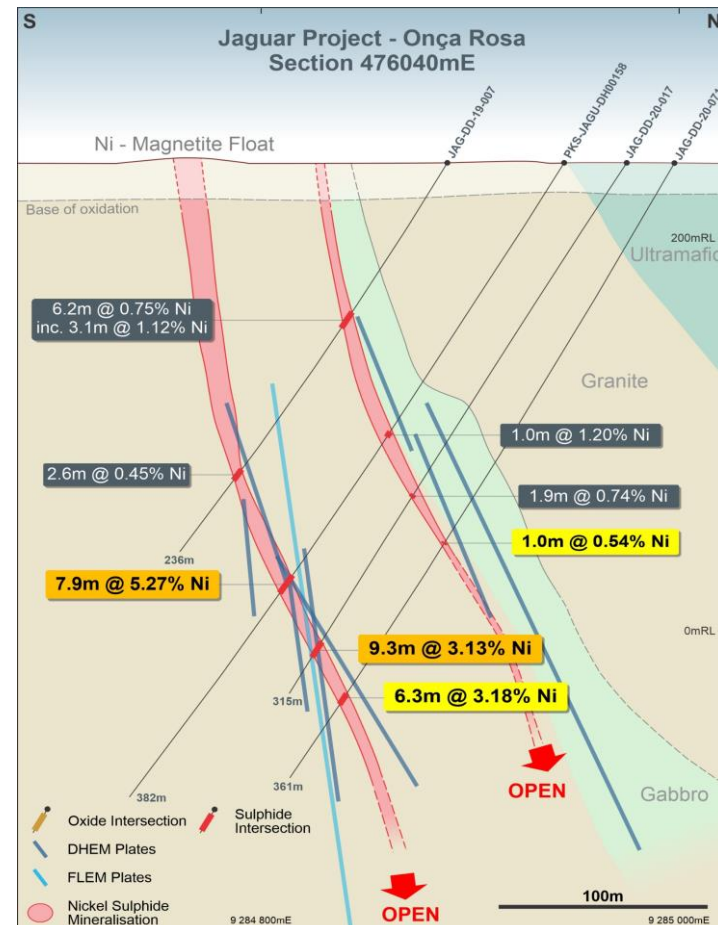 S
N
Jaguar Project - Onça Rosa
Section 476040mE
JAG-DD-19-007
PKS-JAGU-DH00158
JAG-DD-20-017
JAG-DD-20-071
Ni - Magnetite Float
Base of oxidation
200mRL
Ultramafic
6.2m @ 0.75% Ni
inc. 3.1m @ 1.12% Ni
Granite
1.0m @ 1.20% Ni
2.6m @ 0.45% Ni
1.9m @ 0.74% Ni
1.0m @ 0.54% Ni
236m
7.9m @ 5.27% Ni
0mRL
9.3m @ 3.13% Ni
6.3m @ 3.18% Ni
315m
361m
382m
OPEN
Gabbro
Oxide Intersection
Sulphide
Intersection
DHEM Plates
FLEM Plates
Nickel Sulphide
Mineralisation
9 284 800mE
OPEN
100m
9 285 000mE